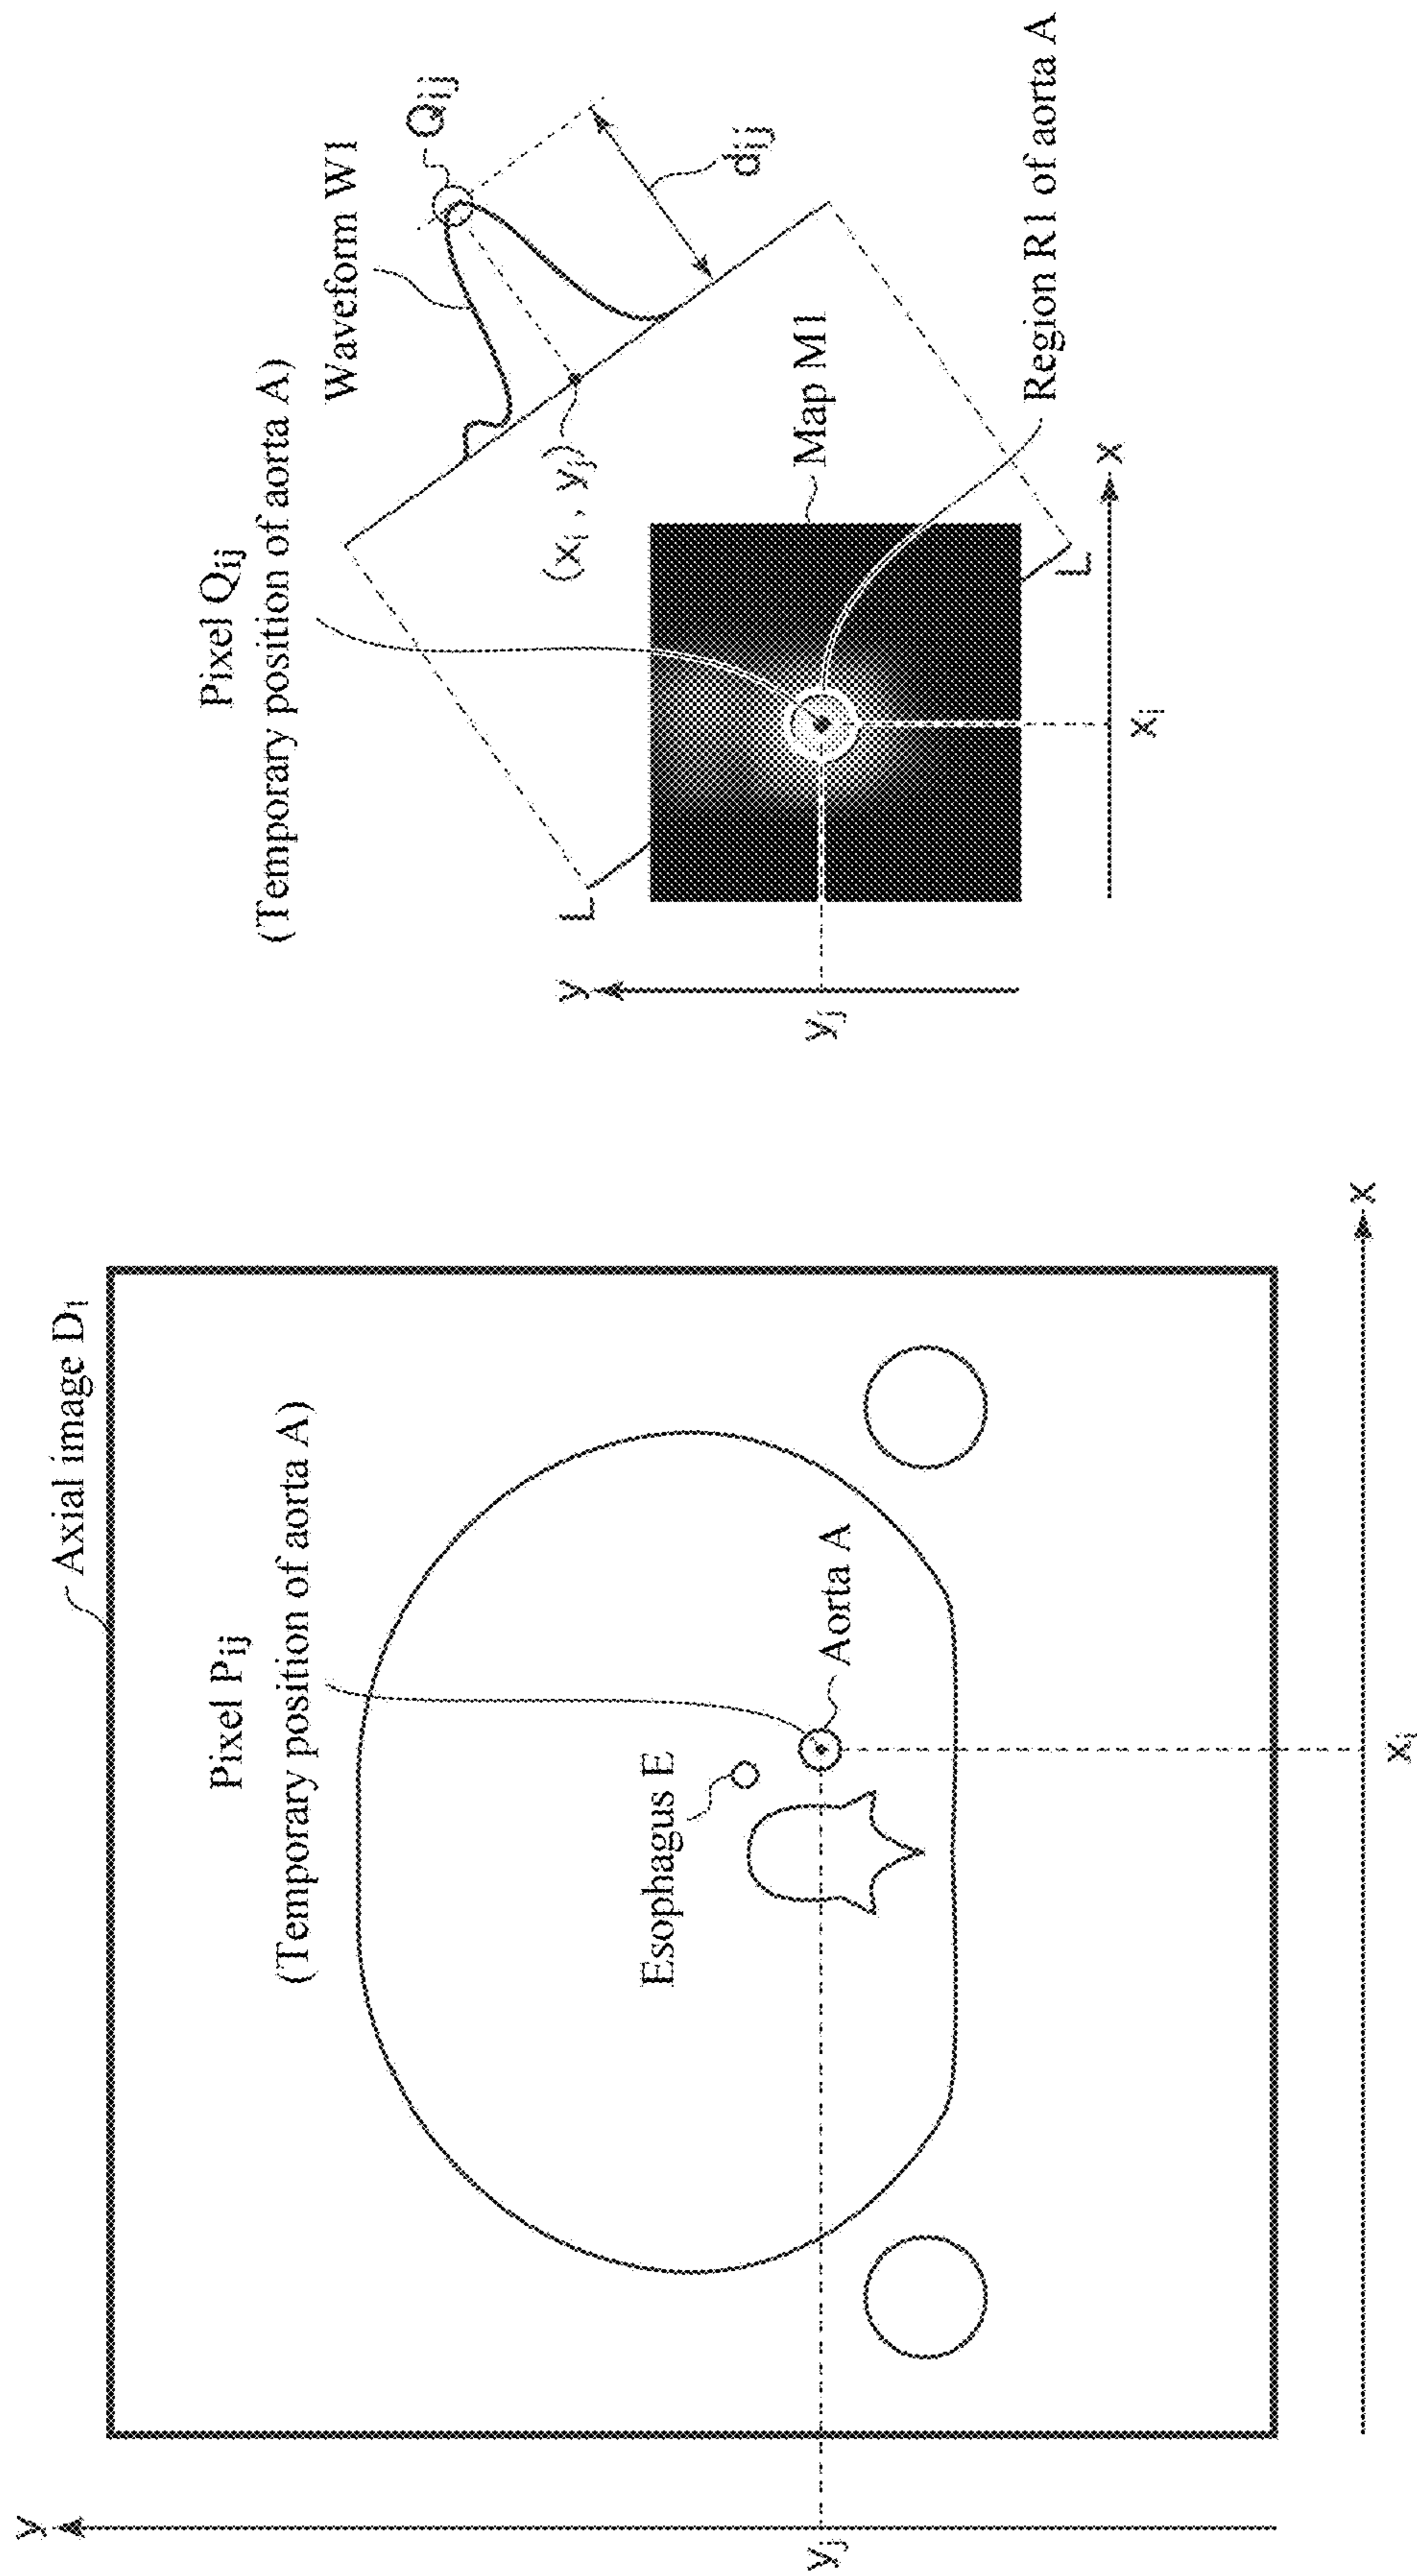 Axial image D1
Pixel Pij
(Temporary position of aorta A)
Esophagus E
Aorta A
y
yj
xi
x
Pixel Qij
(Temporary position of aorta A)
Waveform W1
Qij
dij
(xi , yj)
Map M1
Region R1 of aorta A
L
L
y
yj
xi
x